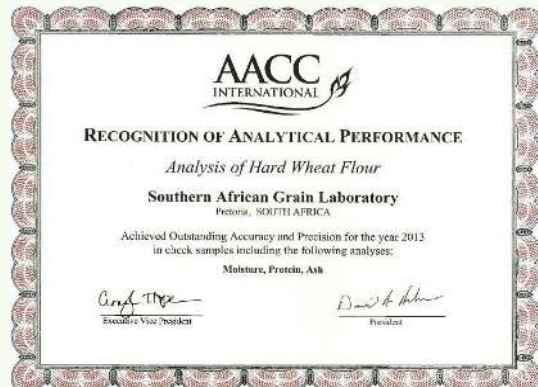 AACC
INTERNATIONAL
RECOGNITION OF ANALYTICAL PERFORMANCE
Analysis of Hard Wheat Flour
Southern African Grain Laboratory
Pretoria, SOUTH AFRICA
Achieved Outstanding Accuracy and Precision for the year 2013
in check samples including the following analyses:
Moisture, Protein, Ash
Executive Vice President
President